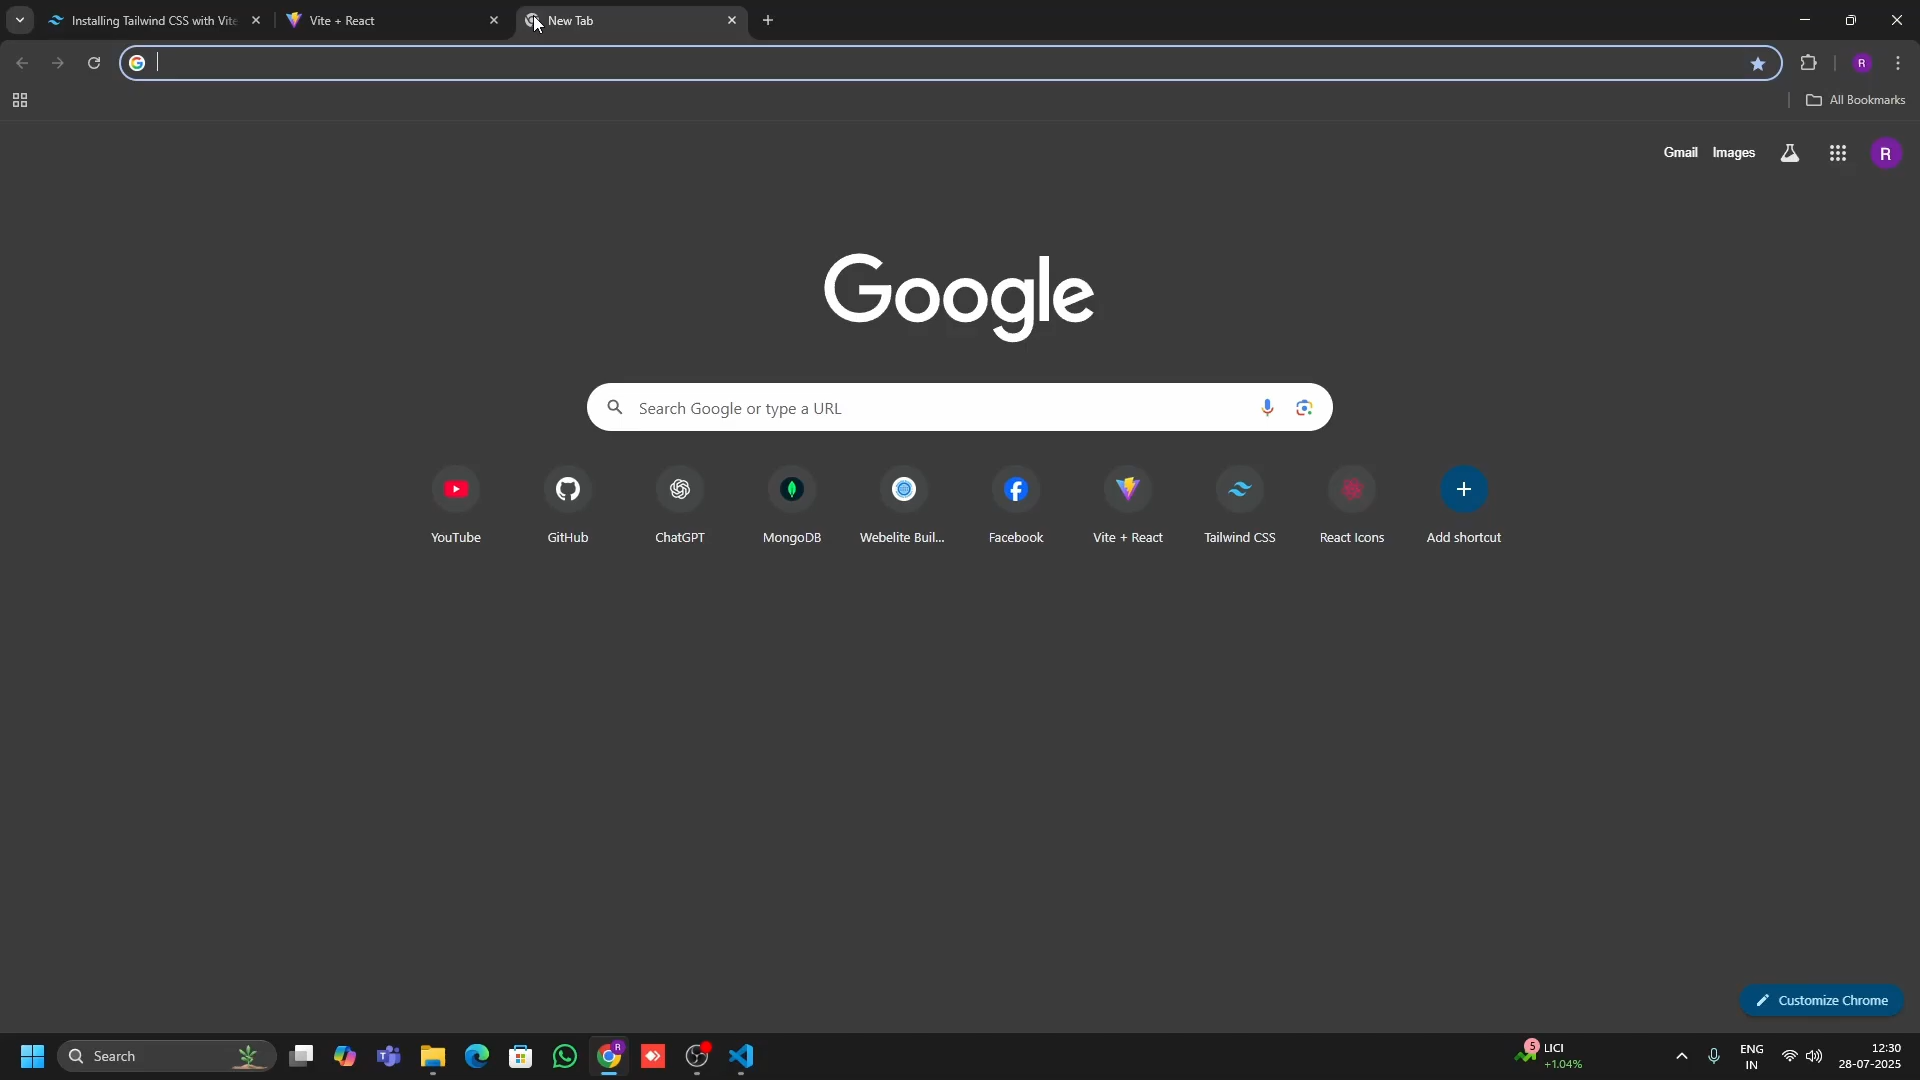 Installing Tailwind CSS with Vite
Vite + React
New Tab
All Bookmarks
R
Gmail
Images
R
Google
Search Google or type a URL
YouTube
GitHub
ChatGPT
MongoDB
Webelite Buil...
Facebook
Vite + React
Tailwind CSS
React Icons
Add shortcut
Customize Chrome
Search
R
5
LICI
+1.04%
ENG
IN
12:30
28-07-2025